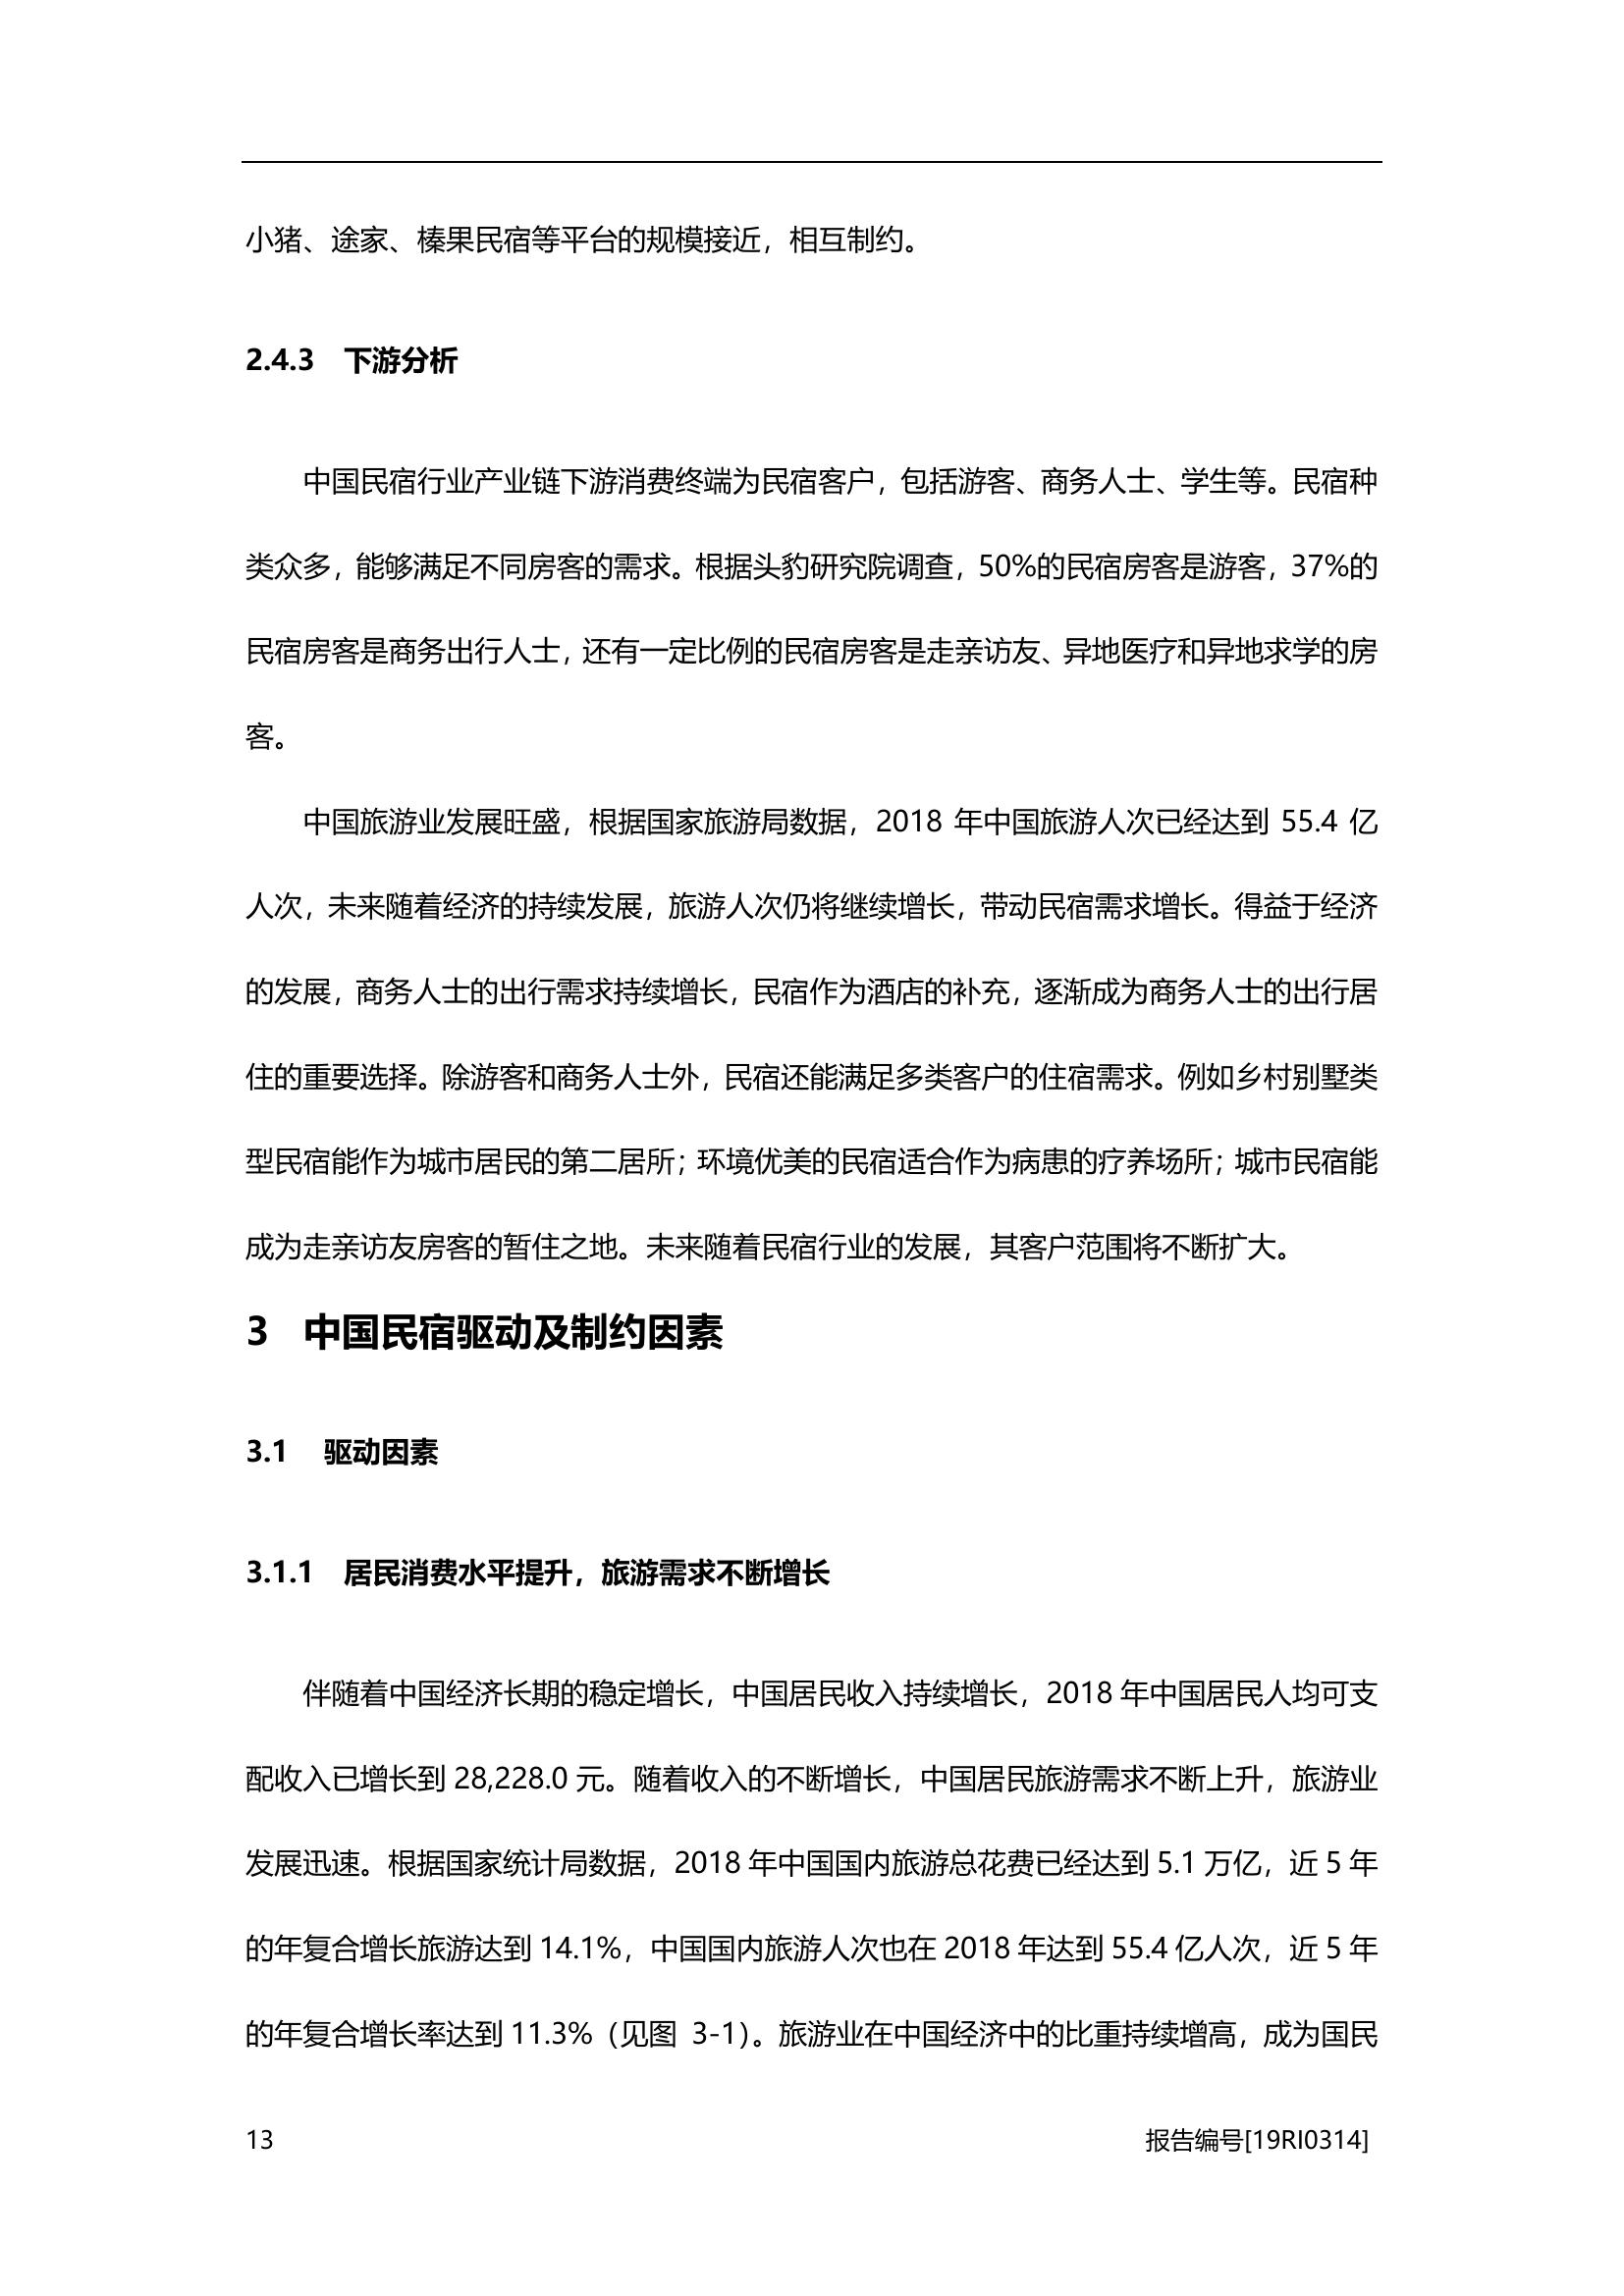 小猪、途家、榛果民宿等平台的规模接近，相互制约。
2.4.3 下游分析
中国民宿行业产业链下游消费终端为民宿客户，包括游客、商务人士、学生等。民宿种
类众多，能够满足不同房客的需求。根据头豹研究院调查，50%的民宿房客是游客，37%的
民宿房客是商务出行人士，还有一定比例的民宿房客是走亲访友、异地医疗和异地求学的房
客。
中国旅游业发展旺盛，根据国家旅游局数据，2018 年中国旅游人次已经达到 55.4 亿
人次，未来随着经济的持续发展，旅游人次仍将继续增长，带动民宿需求增长。得益于经济
的发展，商务人士的出行需求持续增长，民宿作为酒店的补充，逐渐成为商务人士的出行居
住的重要选择。除游客和商务人士外，民宿还能满足多类客户的住宿需求。例如乡村别墅类
型民宿能作为城市居民的第二居所；环境优美的民宿适合作为病患的疗养场所；城市民宿能
成为走亲访友房客的暂住之地。未来随着民宿行业的发展，其客户范围将不断扩大。
3 中国民宿驱动及制约因素
3.1 驱动因素
3.1.1 居民消费水平提升，旅游需求不断增长
伴随着中国经济长期的稳定增长，中国居民收入持续增长，2018 年中国居民人均可支
配收入已增长到 28,228.0 元。随着收入的不断增长，中国居民旅游需求不断上升，旅游业
发展迅速。根据国家统计局数据，2018 年中国国内旅游总花费已经达到 5.1 万亿，近 5 年
的年复合增长旅游达到 14.1%，中国国内旅游人次也在 2018 年达到 55.4 亿人次，近 5 年
的年复合增长率达到 11.3%（见图 3-1）。旅游业在中国经济中的比重持续增高，成为国民
13 报告编号[19RI0314]